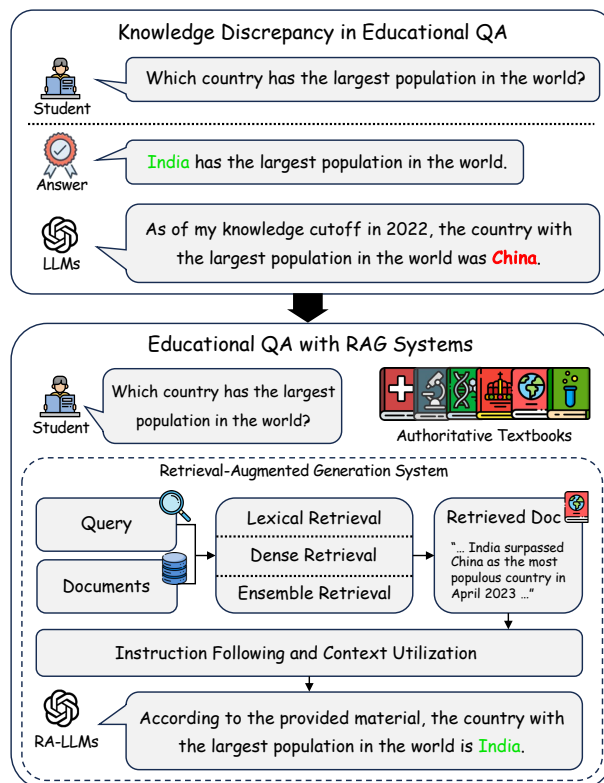 Knowledge Discrepancy in Educational QA
Which country has the largest population in the world?
Student
India has the largest population in the world.
Answer
As of my knowledge cutoff in 2022, the country with
the largest population in the world was China.
LLMs
Educational QA with RAG Systems
Which country has the largest
population in the world?
Student
Authoritative Textbooks
Retrieval-Augmented Generation System
Query
Documents
Lexical Retrieval
Dense Retrieval
Ensemble Retrieval
Retrieved Doc
“… India surpassed
China as the most
populous country in
April 2023 …”
Instruction Following and Context Utilization
According to the provided material, the country with
the largest population in the world is India.
RA-LLMs